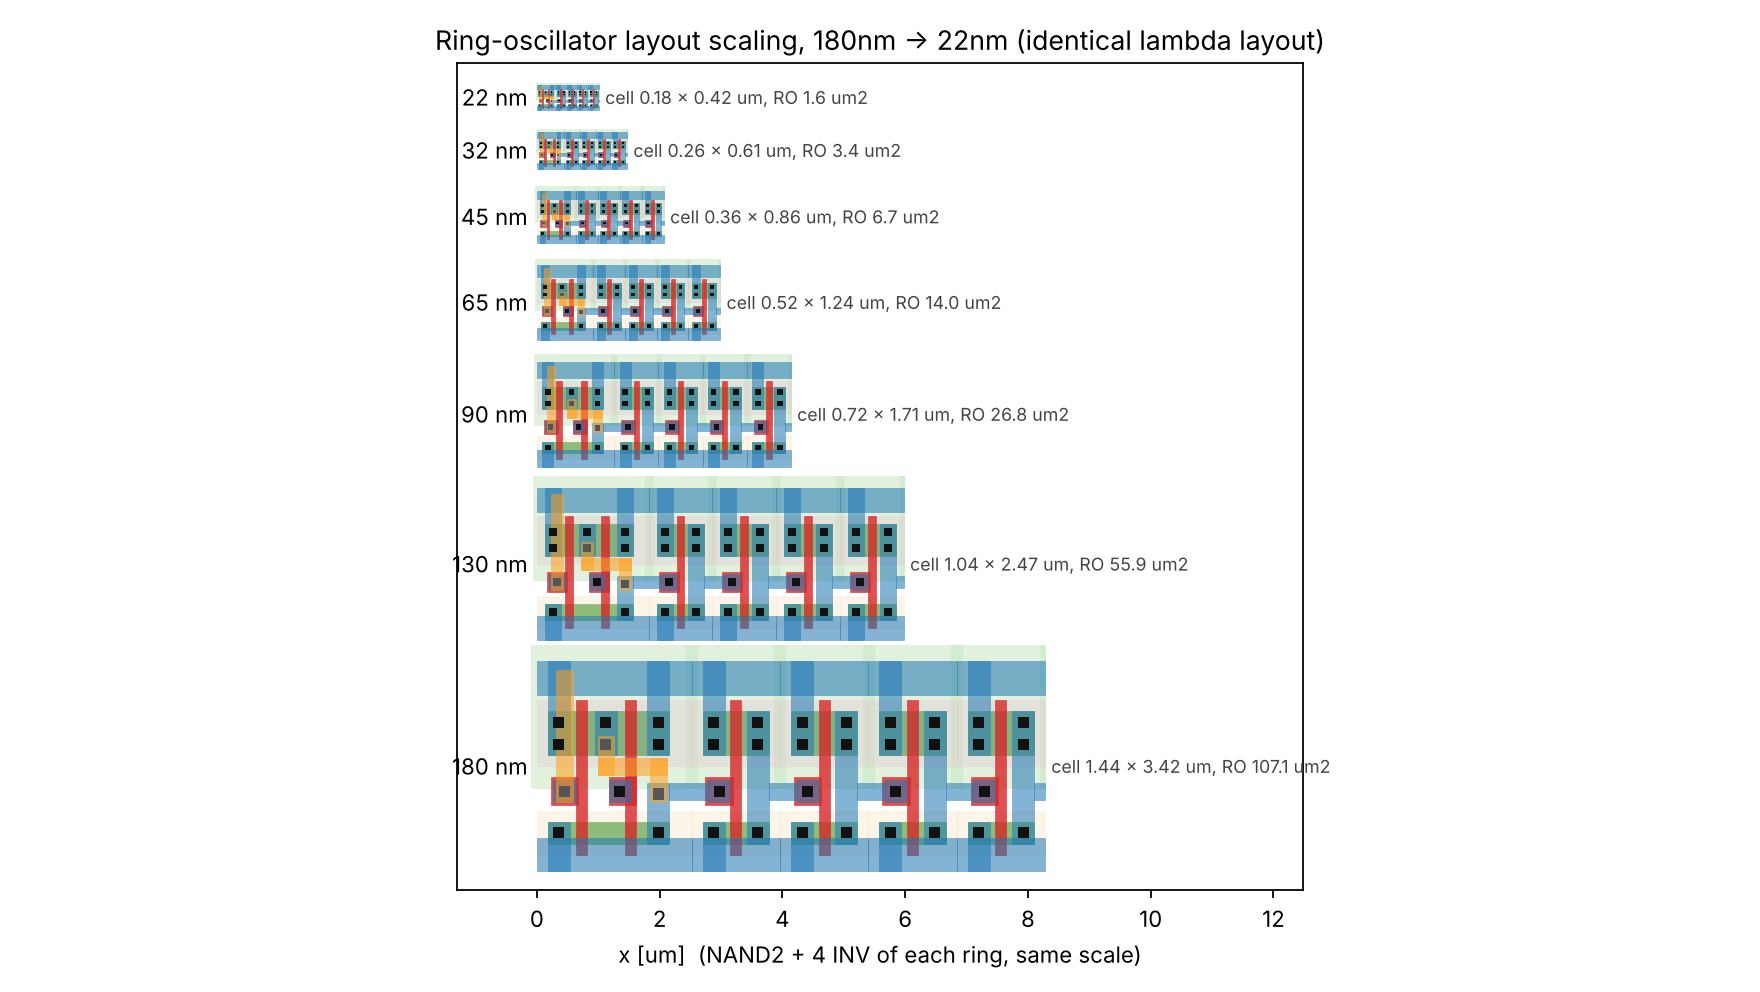 Ring-oscillator layout scaling, 180nm → 22nm (identical lambda layout)
22 nm cell 0.18 × 0.42 um, RO 1.6 um2
32 nm cell 0.26 × 0.61 um, RO 3.4 um2
45 nm cell 0.36 × 0.86 um, RO 6.7 um2
65 nm cell 0.52 × 1.24 um, RO 14.0 um2
90 nm cell 0.72 × 1.71 um, RO 26.8 um2
130 nm cell 1.04 × 2.47 um, RO 55.9 um2
180 nm cell 1.44 × 3.42 um, RO 107.1 um2
0 2 4 6 8 10 12
x [um]  (NAND2 + 4 INV of each ring, same scale)